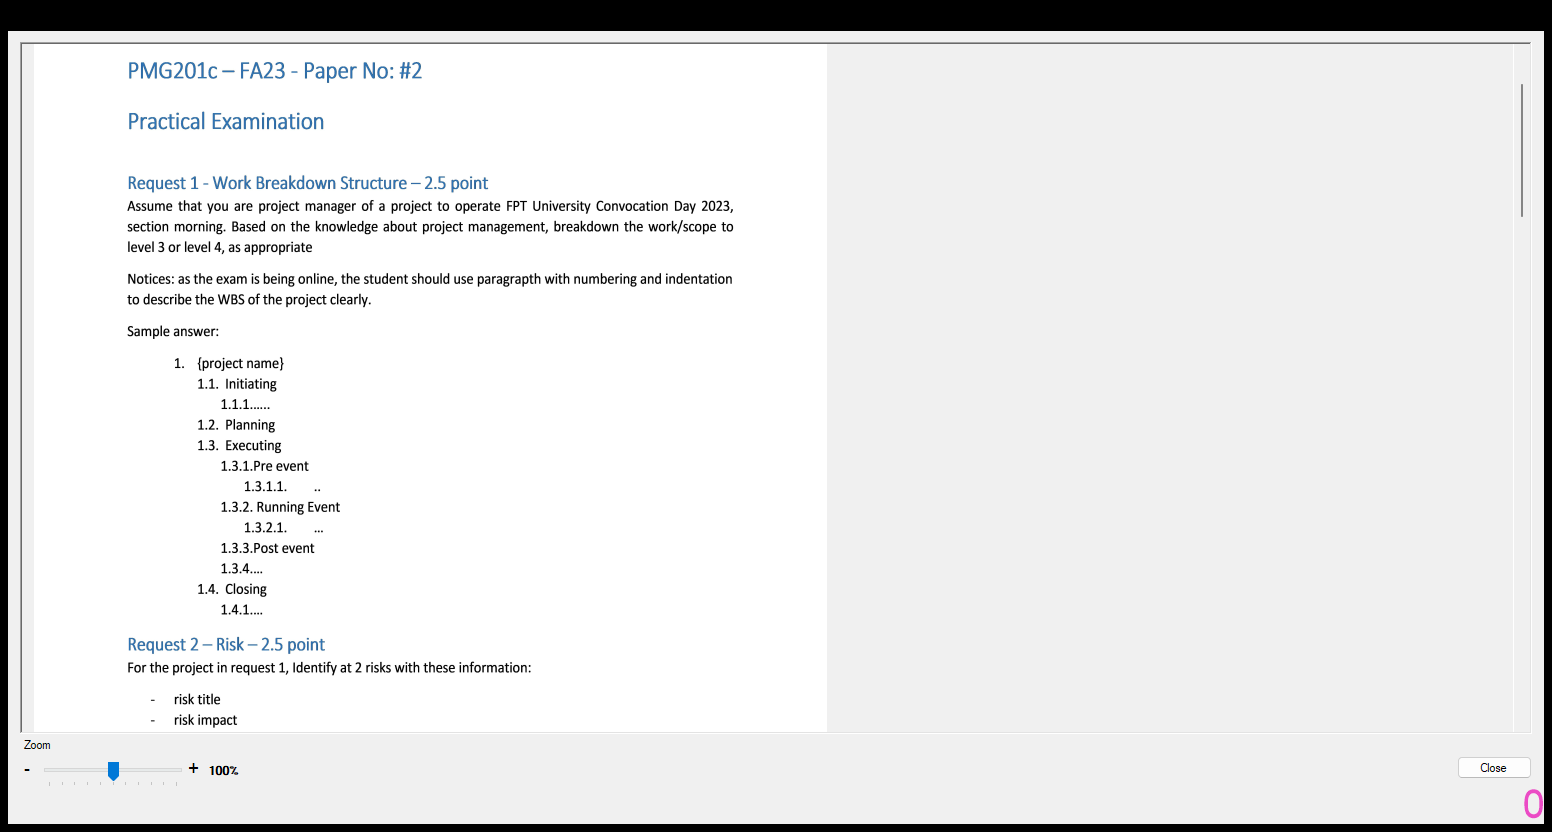 PMG201c – FA23 - Paper No: #2
Practical Examination
Request 1 - Work Breakdown Structure – 2.5 point
Assume that you are project manager of a project to operate FPT University Convocation Day 2023,
section morning. Based on the knowledge about project management, breakdown the work/scope to
level 3 or level 4, as appropriate
Notices: as the exam is being online, the student should use paragrapth with numbering and indentation
to describe the WBS of the project clearly.
Sample answer:
1. {project name}
1.1. Initiating
1.1.1......
1.2. Planning
1.3. Executing
1.3.1.Pre event
1.3.1.1. ..
1.3.2. Running Event
1.3.2.1. ...
1.3.3.Post event
1.3.4....
1.4. Closing
1.4.1....
Request 2 – Risk – 2.5 point
For the project in request 1, Identify at 2 risks with these information:
- risk title
- risk impact
Zoom
- + 100%
Close
0